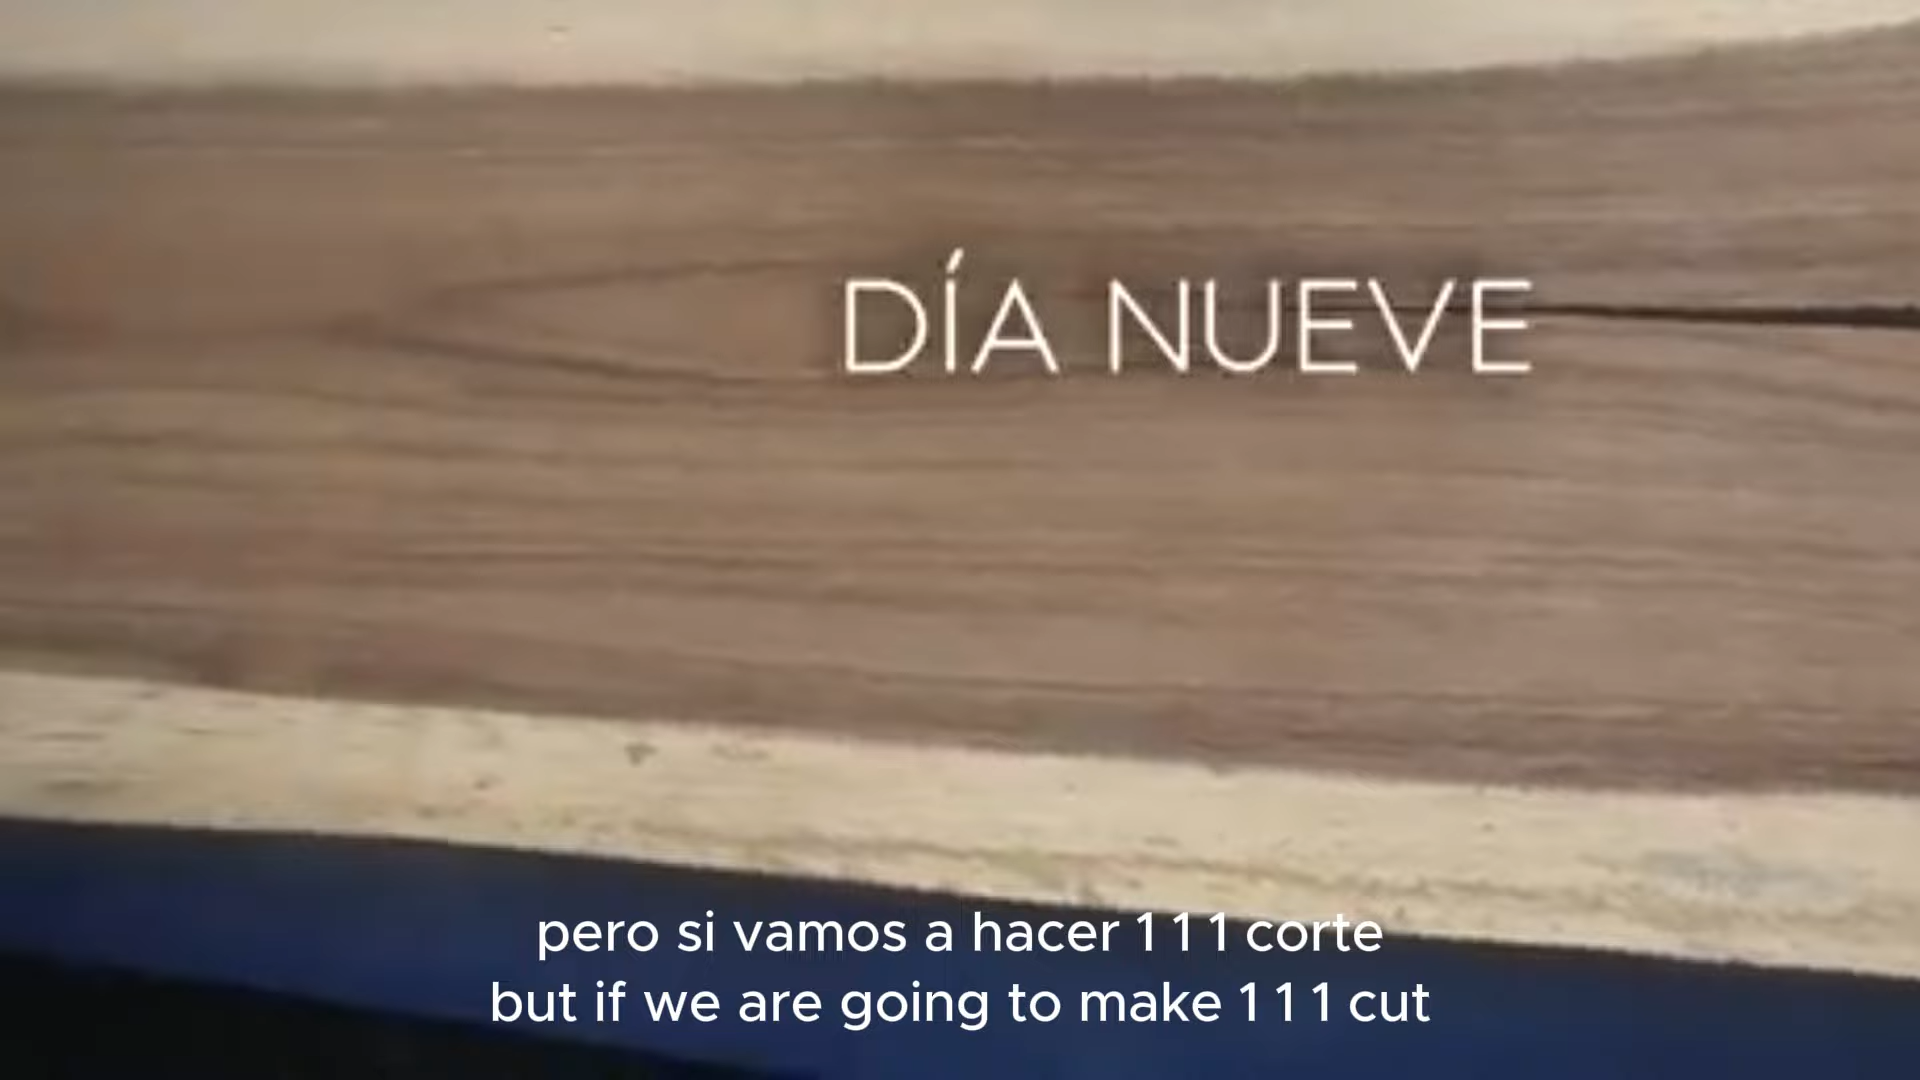 DÍA NUEVE
pero si vamos a hacer 1 1 1 corte
but if we are going to make 1 1 1 cut